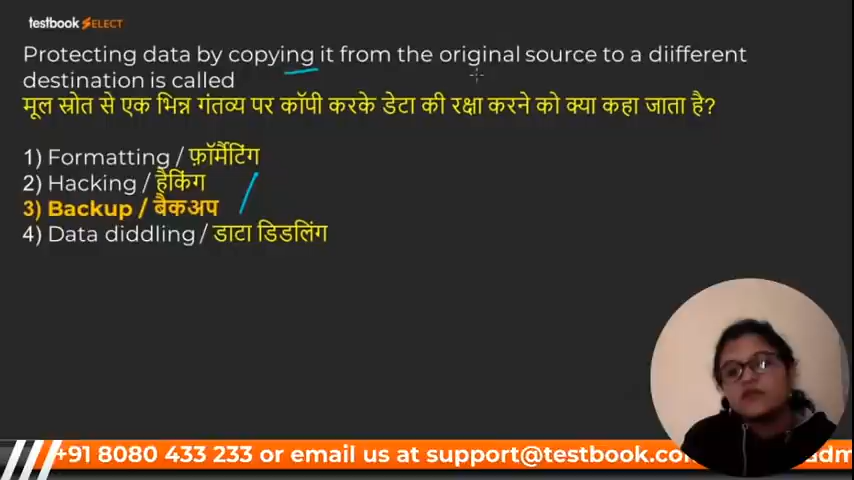 testbook SELECT
Protecting data by copying it from the original source to a diifferent
destination is called
मूल स्रोत से एक भिन्न गंतव्य पर कॉपी करके डेटा की रक्षा करने को क्या कहा जाता है?
1) Formatting / फ़ॉर्मैटिंग
2) Hacking / हैकिंग
3) Backup / बैकअप
4) Data diddling / डाटा डिडलिंग
+91 8080 433 233 or email us at support@testbook.co